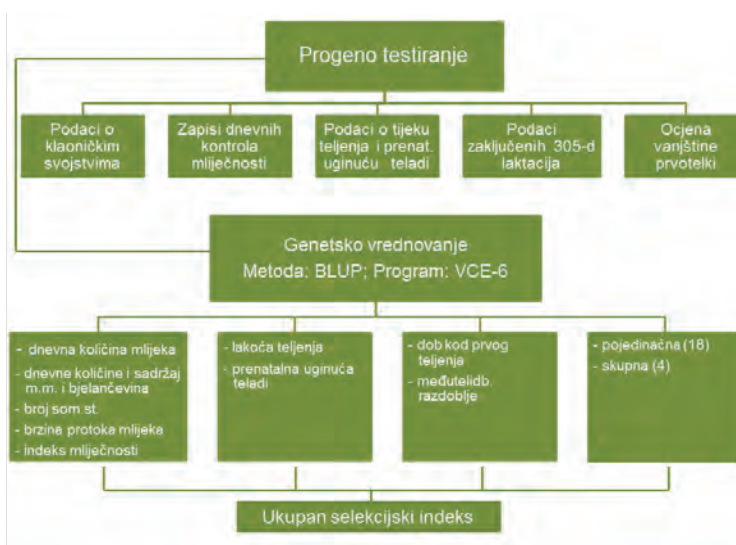 Progeno testiranje
Podaci o
klaoničkim
svojstvima
Zapisi dnevnih
kontrola
mliječnosti
Podaci o tijeku
teljenja i prenat.
uginuću teladi
Podaci
zaključenih 305-d
laktacija
Ocjena
vanjštine
prvotelki
Genetsko vrednovanje
Metoda: BLUP; Program: VCE-6
- dnevna količina mlijeka
- dnevne količine i sadržaj
m.m. i bjelančevina
- broj som.st.
- brzina protoka mlijeka
- indeks mliječnosti
- lakoća teljenja
- prenatalna uginuća
teladi
- dob kod prvog
teljenja
- međutelidb.
razdoblje
- pojedinačna (18)
- skupna (4)
Ukupan selekcijski indeks